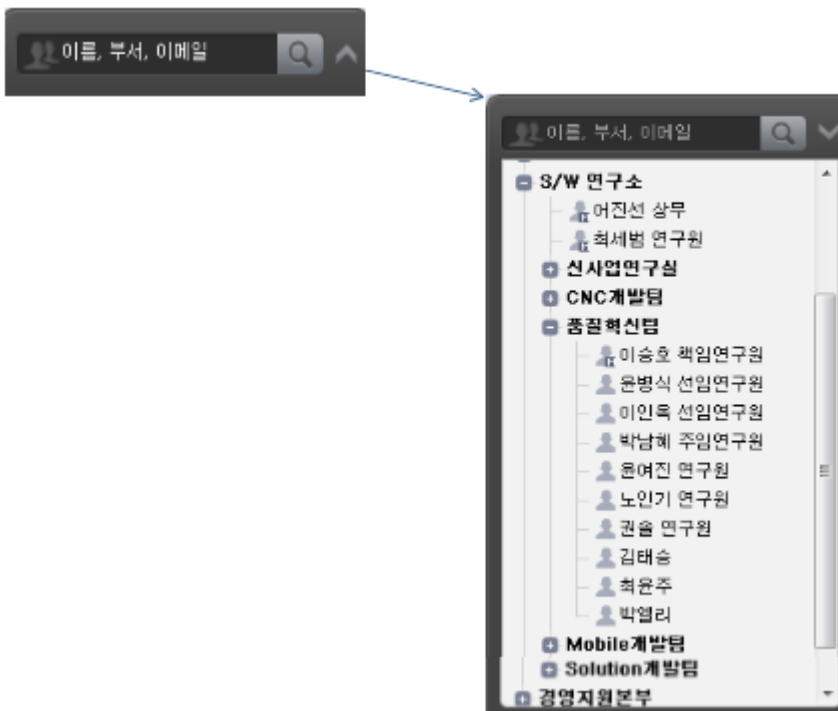 이름, 부서, 이메일
이름, 부서, 이메일
S/W 연구소
어진선 상무
최세범 연구원
신사업연구실
CNC개발팀
품질혁신팀
이승호 책임연구원
윤병식 선임연구원
이인옥 선임연구원
박남혜 주임연구원
윤여진 연구원
노인기 연구원
권솔 연구원
김태승
최윤주
박열리
Mobile개발팀
Solution개발팀
경영지원본부